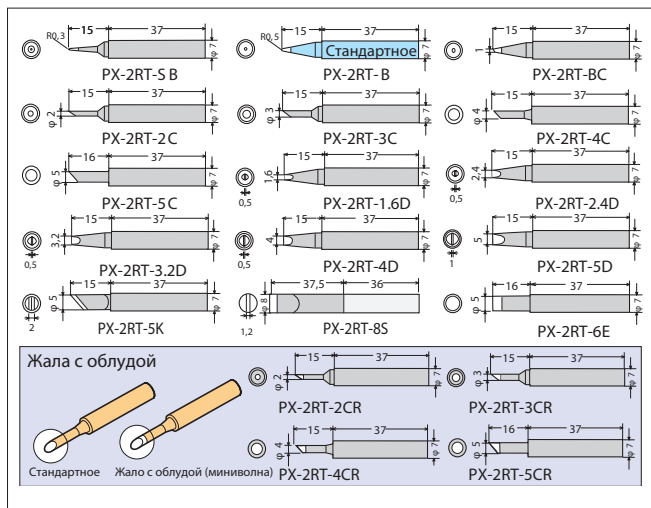 15 37
R0,3 φ 7
PX-2RT-S B
15 37
R0,5 Стандартное φ 7
PX-2RT- B
15 37
1 φ 7
PX-2RT- BC
15 37
φ 2 φ 7
PX-2RT-2 C
15 37
φ 3 φ 7
PX-2RT-3C
15 37
φ 4 φ 7
PX-2RT-4C
16 37
φ 5 φ 7
PX-2RT-5 C
15 37
1,6 φ 7
0,5
PX-2RT-1.6D
15 37
2,4 φ 7
0,5
PX-2RT-2.4D
15 37
3,2 φ 7
0,5
PX-2RT-3.2D
15 37
4 φ 7
0,5
PX-2RT-4D
15 37
5 φ 7
1
PX-2RT-5D
15 37
φ 5 φ 7
2
PX-2RT-5K
37,5 36
φ 8
1,2
PX-2RT-8S
15 37
φ 5 φ 7
PX-2RT-6E
Жала с облудой
Стандартное
Жало с облудой (миниволна)
15 37
φ 2 φ 7
PX-2RT-2CR
15 37
φ 3 φ 7
PX-2RT-3CR
15 37
φ 4 φ 7
PX-2RT-4CR
16 37
φ 5 φ 7
PX-2RT-5CR